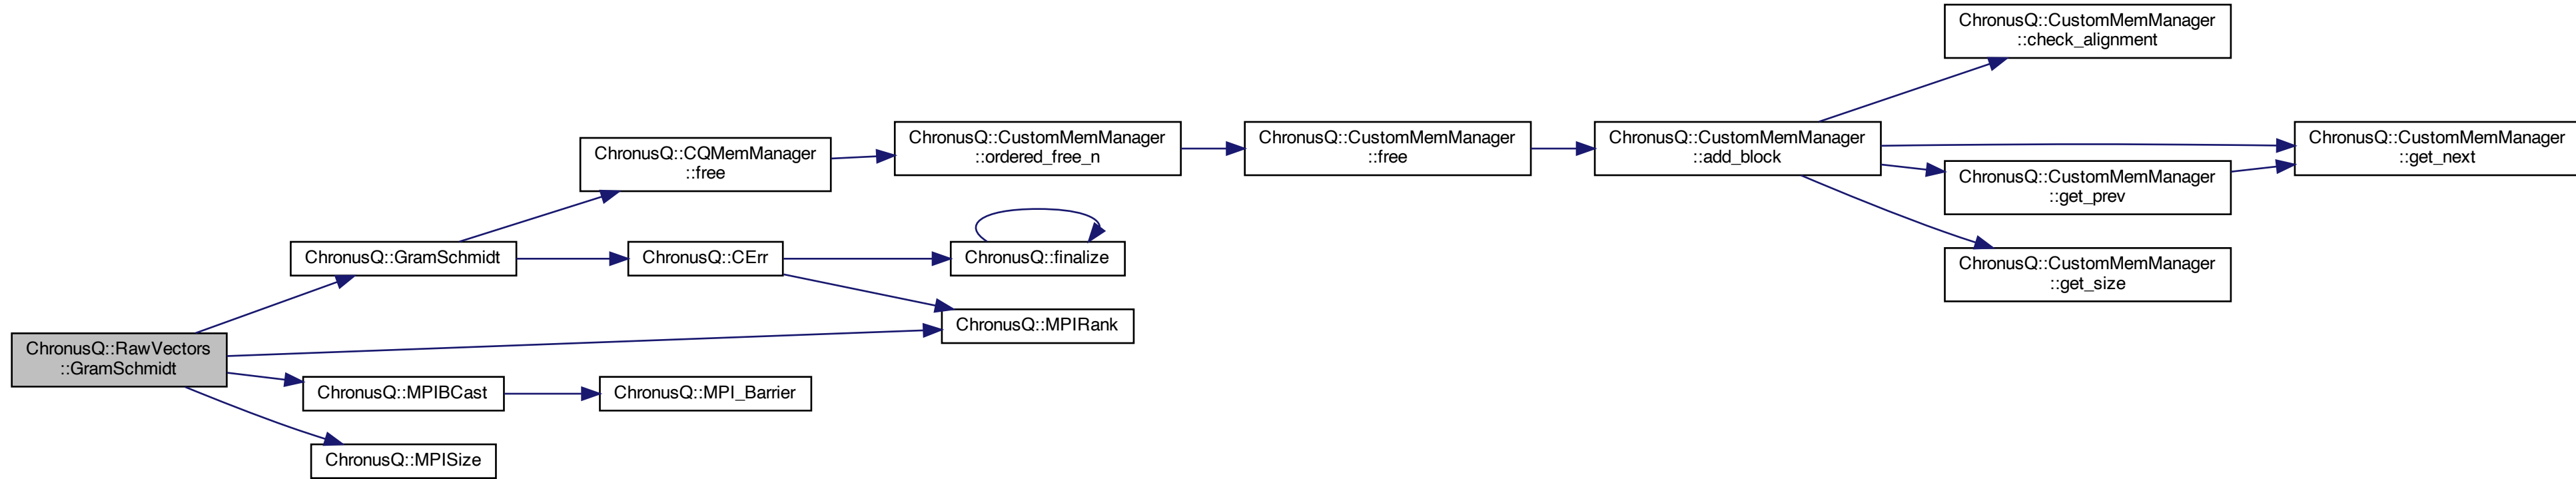 ChronusQ::RawVectors
::GramSchmidt
ChronusQ::GramSchmidt
ChronusQ::CQMemManager
::free
ChronusQ::CustomMemManager
::ordered_free_n
ChronusQ::CustomMemManager
::free
ChronusQ::CustomMemManager
::add_block
ChronusQ::CustomMemManager
::check_alignment
ChronusQ::CustomMemManager
::get_next
ChronusQ::CustomMemManager
::get_prev
ChronusQ::CustomMemManager
::get_size
ChronusQ::CErr
ChronusQ::finalize
ChronusQ::MPIRank
ChronusQ::MPIBCast
ChronusQ::MPI_Barrier
ChronusQ::MPISize